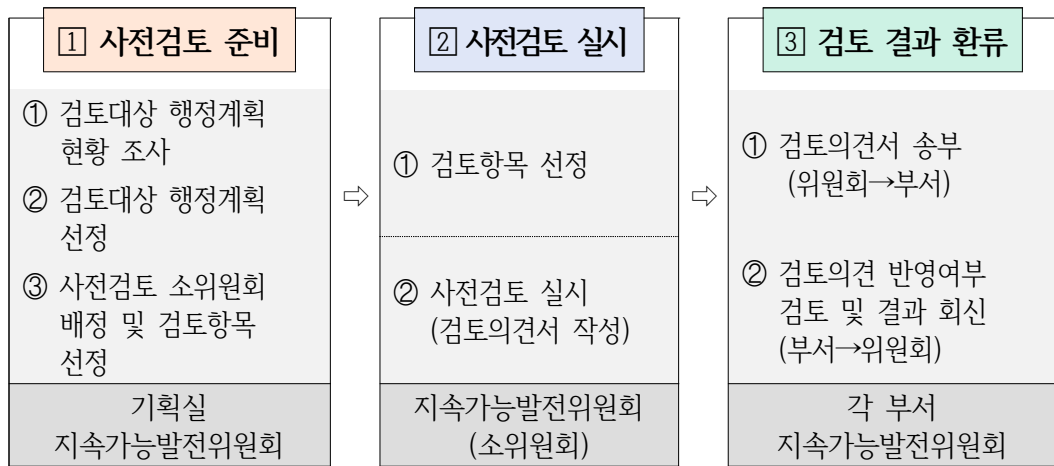 1 사전검토 준비
① 검토대상 행정계획
현황 조사
② 검토대상 행정계획
선정
③ 사전검토 소위원회
배정 및 검토항목
선정
기획실
지속가능발전위원회
⇨
2 사전검토 실시
① 검토항목 선정
② 사전검토 실시
(검토의견서 작성)
지속가능발전위원회
(소위원회)
⇨
3 검토 결과 환류
① 검토의견서 송부
(위원회→부서)
② 검토의견 반영여부
검토 및 결과 회신
(부서→위원회)
각 부서
지속가능발전위원회